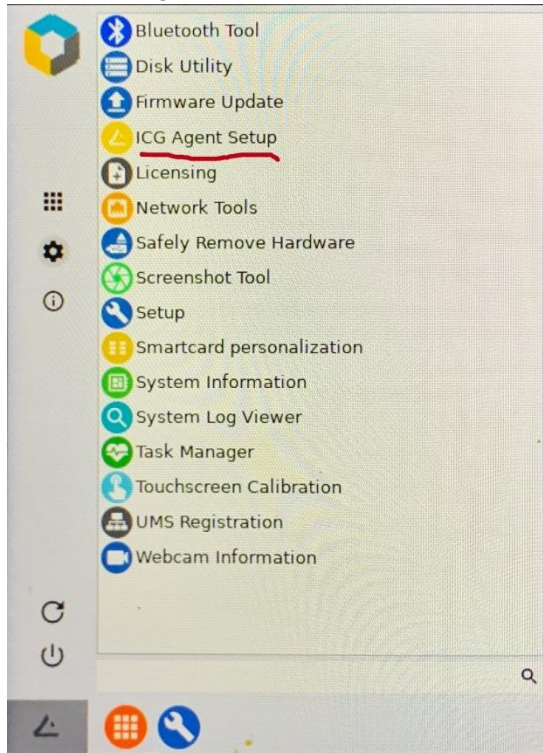 Bluetooth Tool
Disk Utility
Firmware Update
ICG Agent Setup
Licensing
Network Tools
Safely Remove Hardware
Screenshot Tool
Setup
Smartcard personalization
System Information
System Log Viewer
Task Manager
Touchscreen Calibration
UMS Registration
Webcam Information